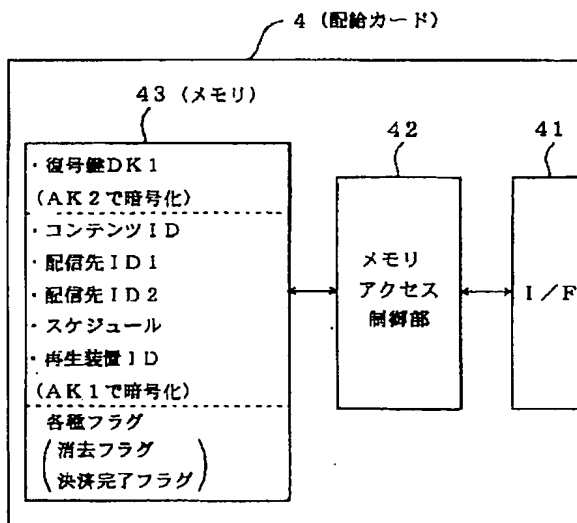 4 (配給カード)
43 (メモリ)
42
41
・復号鍵DK1
(AK2で暗号化)
・コンテンツID
・配信先ID1
・配信先ID2
・スケジュール
・再生装置ID
(AK1で暗号化)
各種フラグ
(消去フラグ
決済完了フラグ)
メモリ
アクセス
制御部
I/F